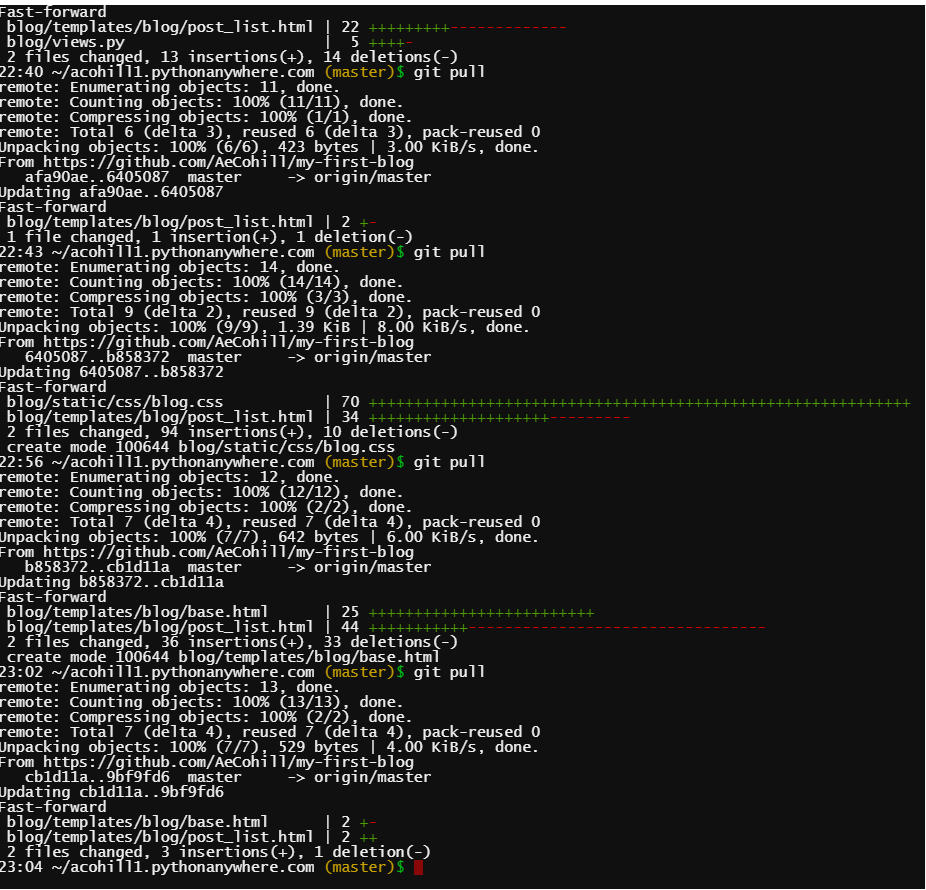 Fast-forward
 blog/templates/blog/post_list.html | 22 +++++++++-------------
 blog/views.py                      |  5 ++++-
 2 files changed, 13 insertions(+), 14 deletions(-)
22:40 ~/acohill1.pythonanywhere.com (master)$ git pull
remote: Enumerating objects: 11, done.
remote: Counting objects: 100% (11/11), done.
remote: Compressing objects: 100% (1/1), done.
remote: Total 6 (delta 3), reused 6 (delta 3), pack-reused 0
Unpacking objects: 100% (6/6), 423 bytes | 3.00 KiB/s, done.
From https://github.com/AeCohill/my-first-blog
   afa90ae..6405087  master     -> origin/master
Updating afa90ae..6405087
Fast-forward
 blog/templates/blog/post_list.html | 2 +-
 1 file changed, 1 insertion(+), 1 deletion(-)
22:43 ~/acohill1.pythonanywhere.com (master)$ git pull
remote: Enumerating objects: 14, done.
remote: Counting objects: 100% (14/14), done.
remote: Compressing objects: 100% (3/3), done.
remote: Total 9 (delta 2), reused 9 (delta 2), pack-reused 0
Unpacking objects: 100% (9/9), 1.39 KiB | 8.00 KiB/s, done.
From https://github.com/AeCohill/my-first-blog
   6405087..b858372  master     -> origin/master
Updating 6405087..b858372
Fast-forward
 blog/static/css/blog.css           | 70 ++++++++++++++++++++++++++++++++++++++++++++++++++++++++++++
 blog/templates/blog/post_list.html | 34 ++++++++++++++++++++---------
 2 files changed, 94 insertions(+), 10 deletions(-)
 create mode 100644 blog/static/css/blog.css
22:56 ~/acohill1.pythonanywhere.com (master)$ git pull
remote: Enumerating objects: 12, done.
remote: Counting objects: 100% (12/12), done.
remote: Compressing objects: 100% (2/2), done.
remote: Total 7 (delta 4), reused 7 (delta 4), pack-reused 0
Unpacking objects: 100% (7/7), 642 bytes | 6.00 KiB/s, done.
From https://github.com/AeCohill/my-first-blog
   b858372..cb1d11a  master     -> origin/master
Updating b858372..cb1d11a
Fast-forward
 blog/templates/blog/base.html      | 25 +++++++++++++++++++++++++
 blog/templates/blog/post_list.html | 44 +++++++++++---------------------------------
 2 files changed, 36 insertions(+), 33 deletions(-)
 create mode 100644 blog/templates/blog/base.html
23:02 ~/acohill1.pythonanywhere.com (master)$ git pull
remote: Enumerating objects: 13, done.
remote: Counting objects: 100% (13/13), done.
remote: Compressing objects: 100% (2/2), done.
remote: Total 7 (delta 4), reused 7 (delta 4), pack-reused 0
Unpacking objects: 100% (7/7), 529 bytes | 4.00 KiB/s, done.
From https://github.com/AeCohill/my-first-blog
   cb1d11a..9bf9fd6  master     -> origin/master
Updating cb1d11a..9bf9fd6
Fast-forward
 blog/templates/blog/base.html      | 2 +-
 blog/templates/blog/post_list.html | 2 ++
 2 files changed, 3 insertions(+), 1 deletion(-)
23:04 ~/acohill1.pythonanywhere.com (master)$